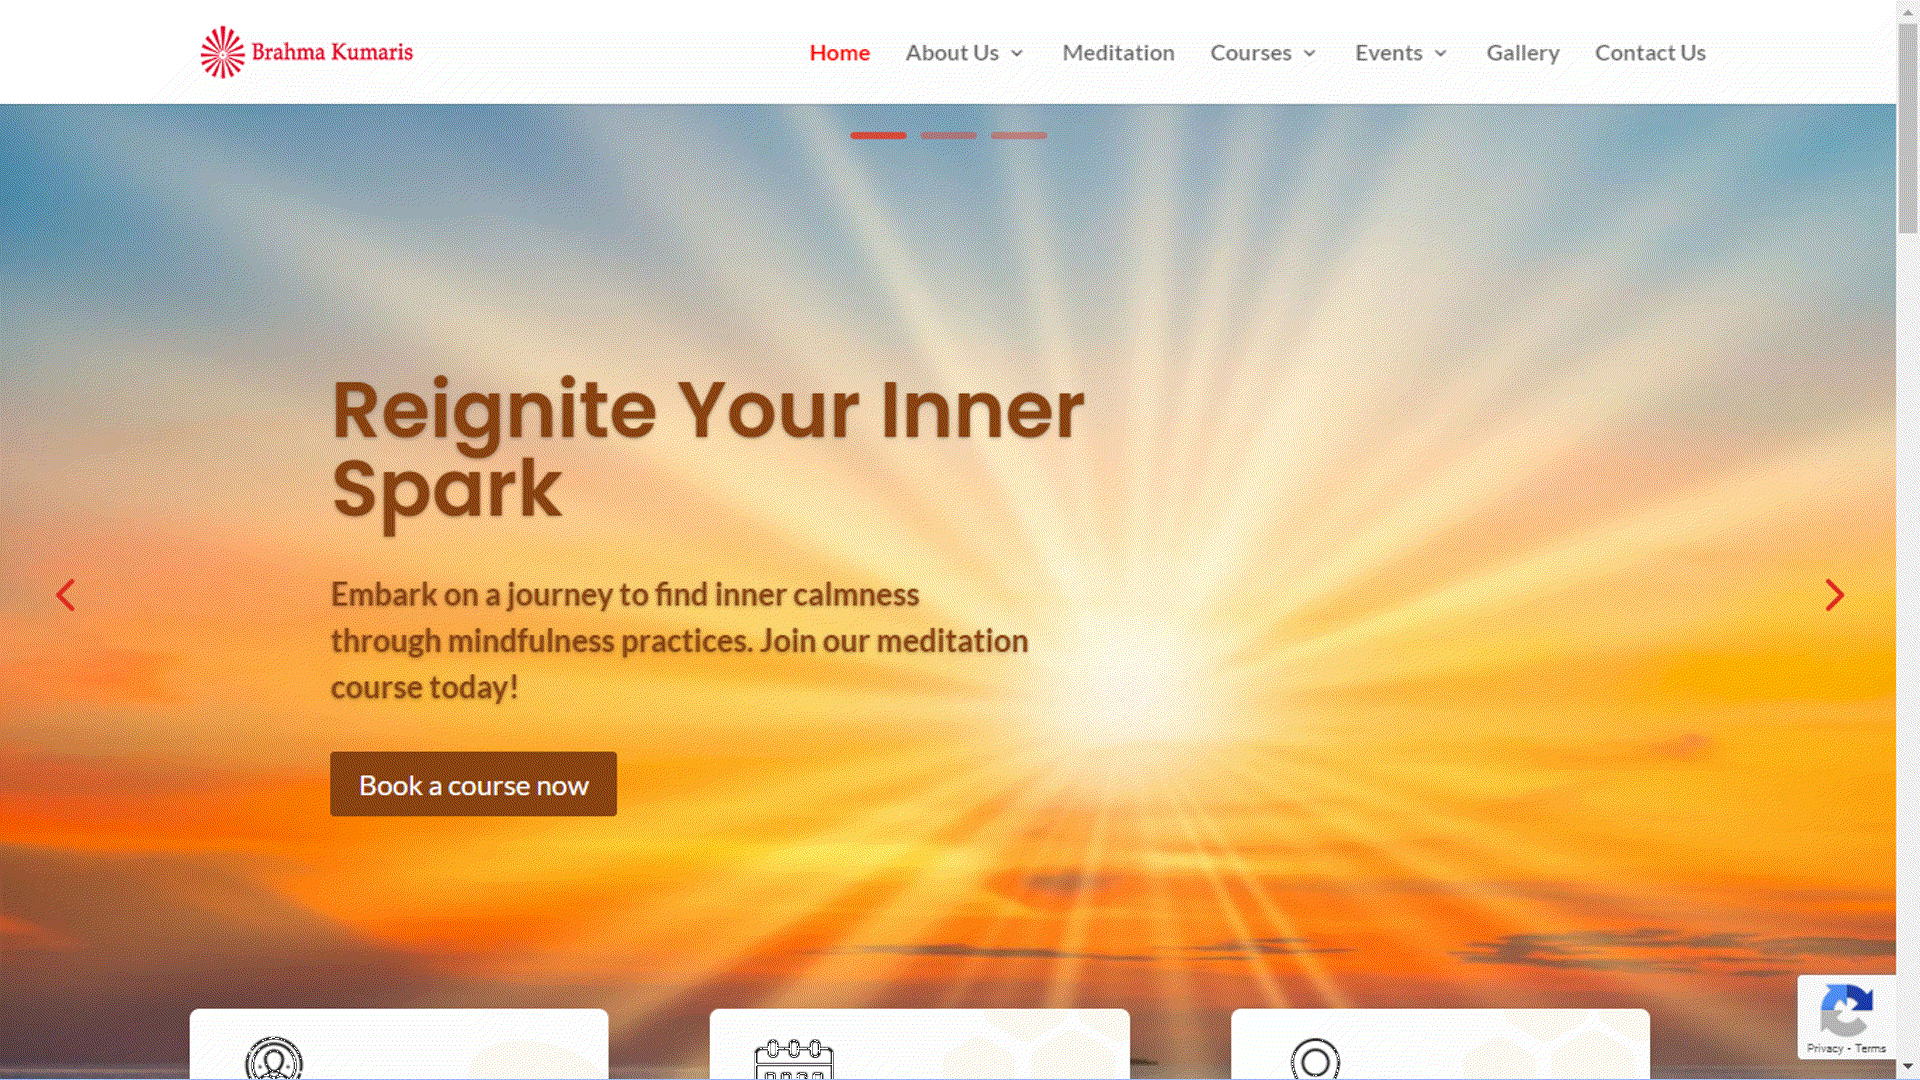 Brahma Kumaris
Home About Us Meditation Courses Events Gallery Contact Us
Reignite Your Inner
Spark
Embark on a journey to find inner calmness
through mindfulness practices. Join our meditation
course today!
Book a course now
Privacy - Terms